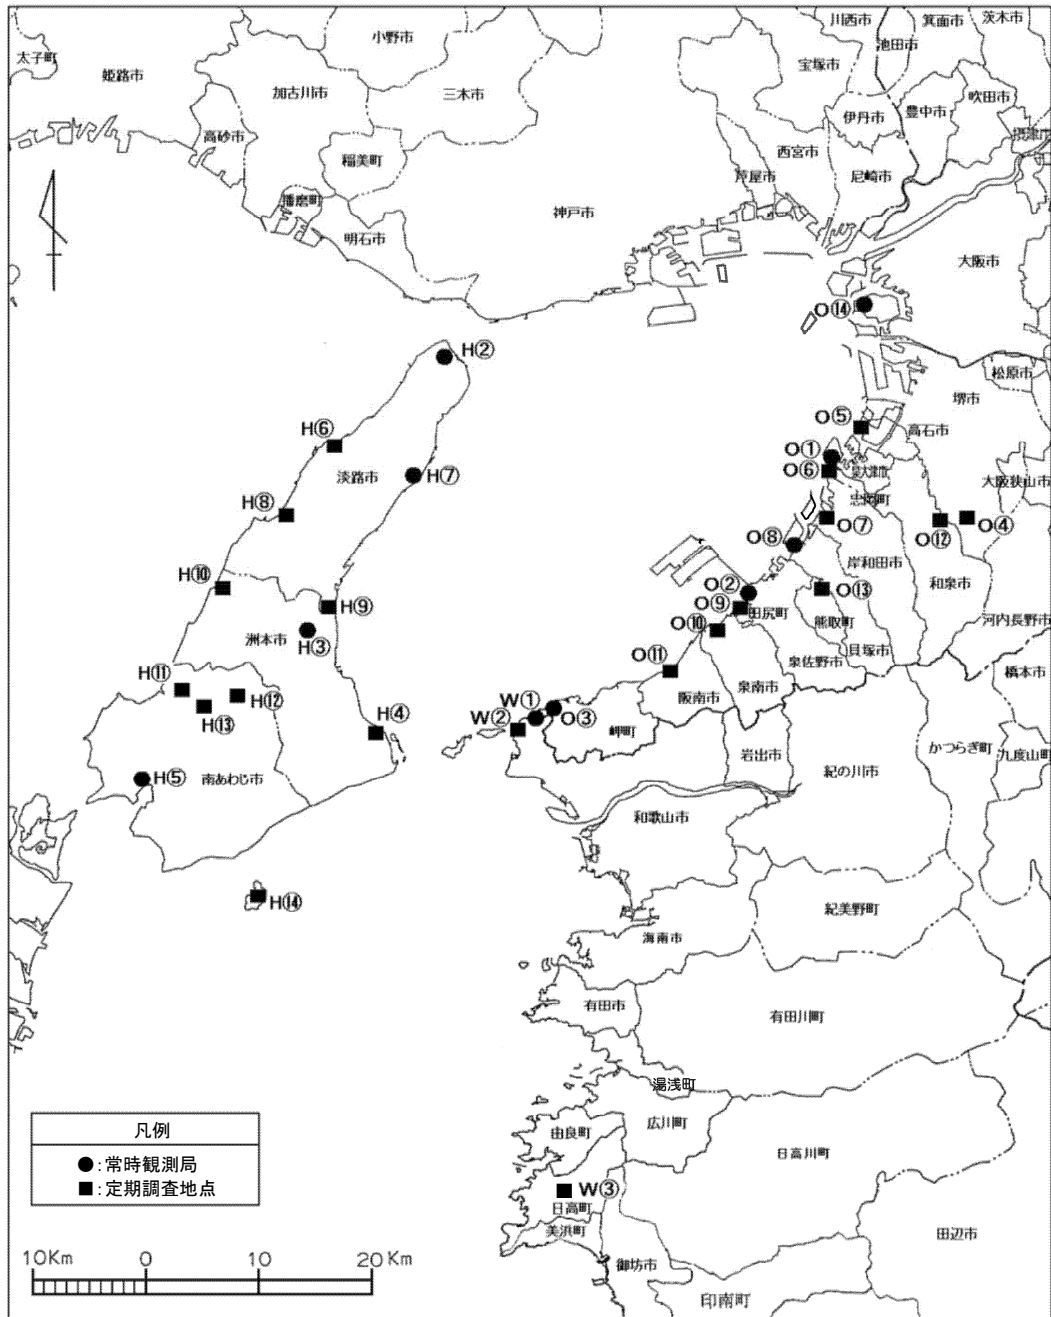 川西市
箕面市
茨木市
小野市
池田市
太子町
姫路市
宝塚市
加古川市
三木市
吹田市
伊丹市
豊中市
高砂市
摂津市
稲美町
西宮市
芦屋市
尼崎市
播磨町
神戸市
明石市
大阪市
O⑭
H②
松原市
堺市
O⑤
高石市
H⑥
O①
淡路市
O⑥
泉大津市
H⑦
大阪狭山市
忠岡町
H⑧
O⑦
O⑫
O④
O⑧
岸和田市
H⑩
O②
O⑬
和泉市
H⑨
O⑨
田尻町
熊取町
河内長野市
洲本市
H③
O⑩
貝塚市
O⑪
泉佐野市
橋本市
H⑪
H⑫
阪南市
泉南市
W①
H⑬
H④
W②
O③
岬町
かつらぎ町
九度山町
岩出市
H⑤
南あわじ市
紀の川市
和歌山市
H⑭
紀美野町
海南市
有田市
有田川町
湯浅町
広川町
凡例
由良町
●:常時観測局
日高川町
■:定期調査地点
W③
日高町
美浜町
田辺市
10Km 0 10 20 Km
御坊市
印南町